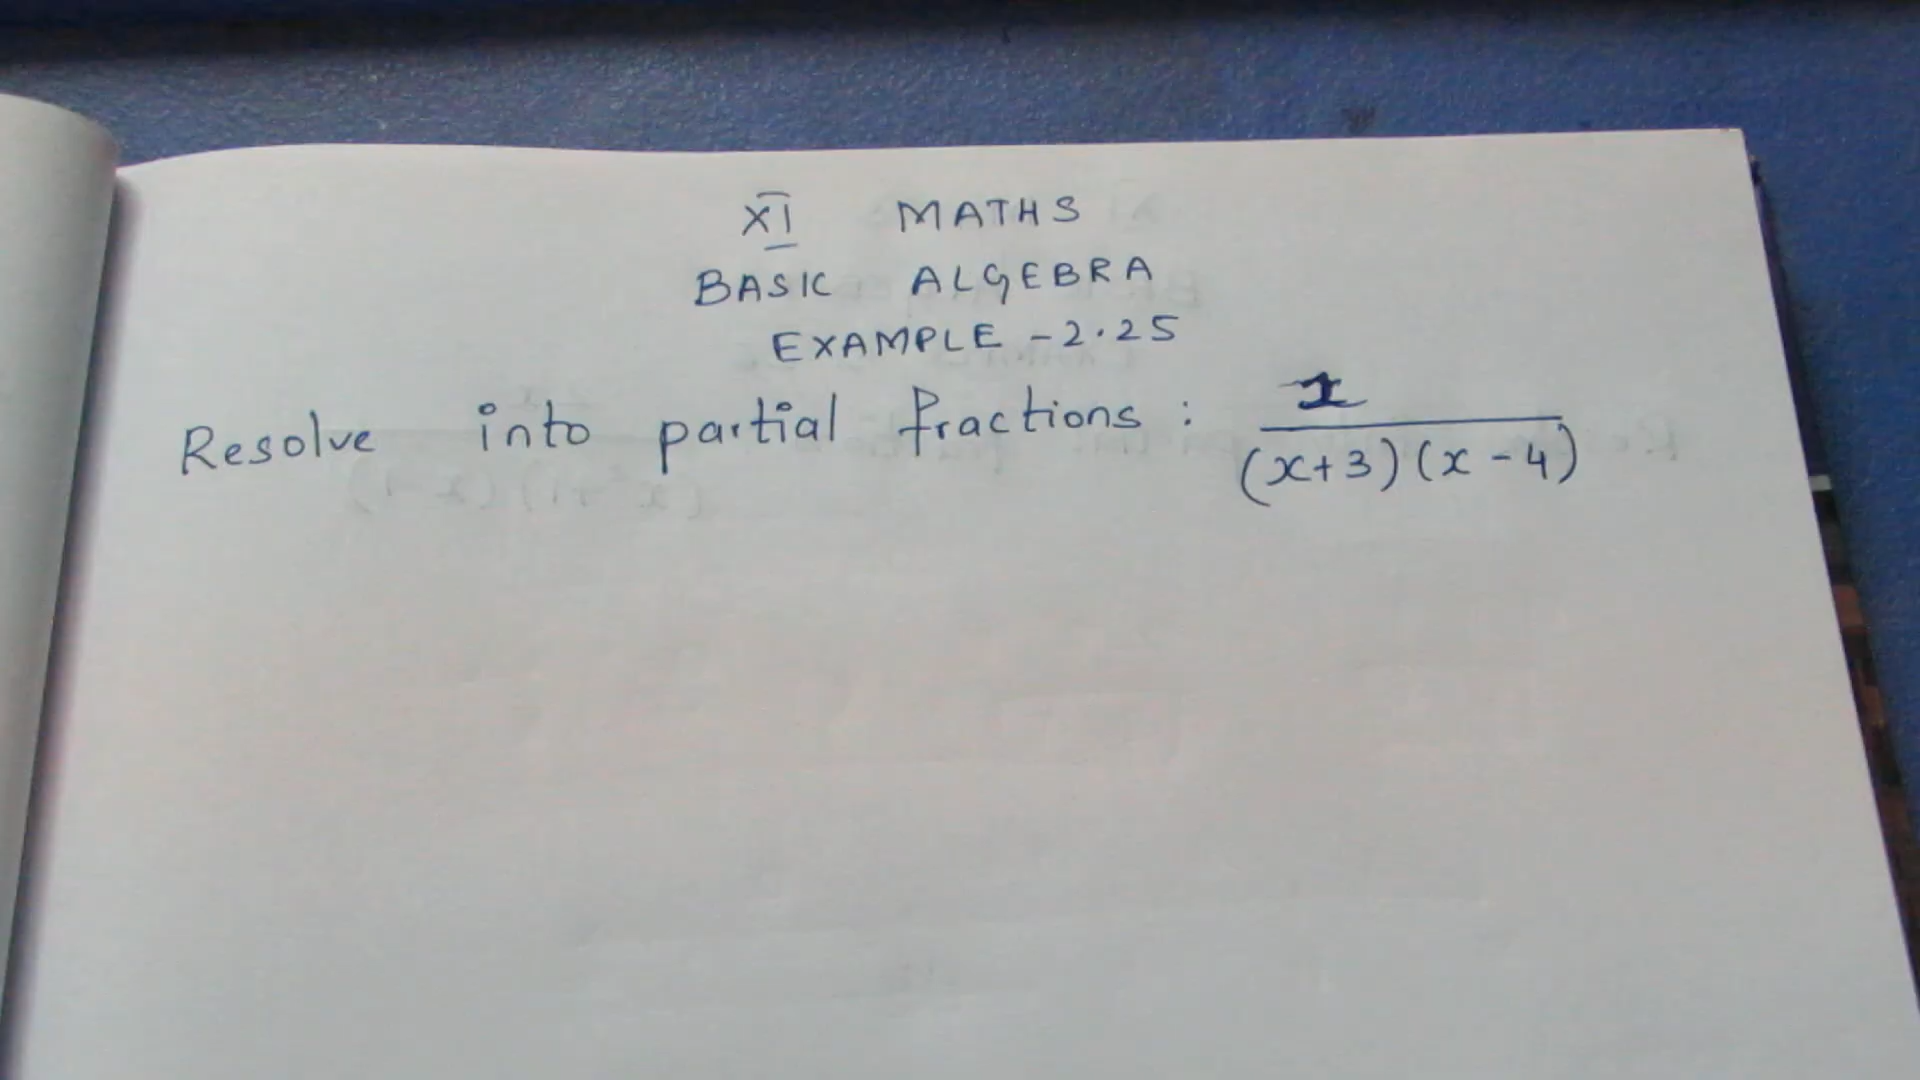 XI MATHS
BASIC ALGEBRA
EXAMPLE - 2.25
Resolve into partial fractions : x / (x+3)(x-4)